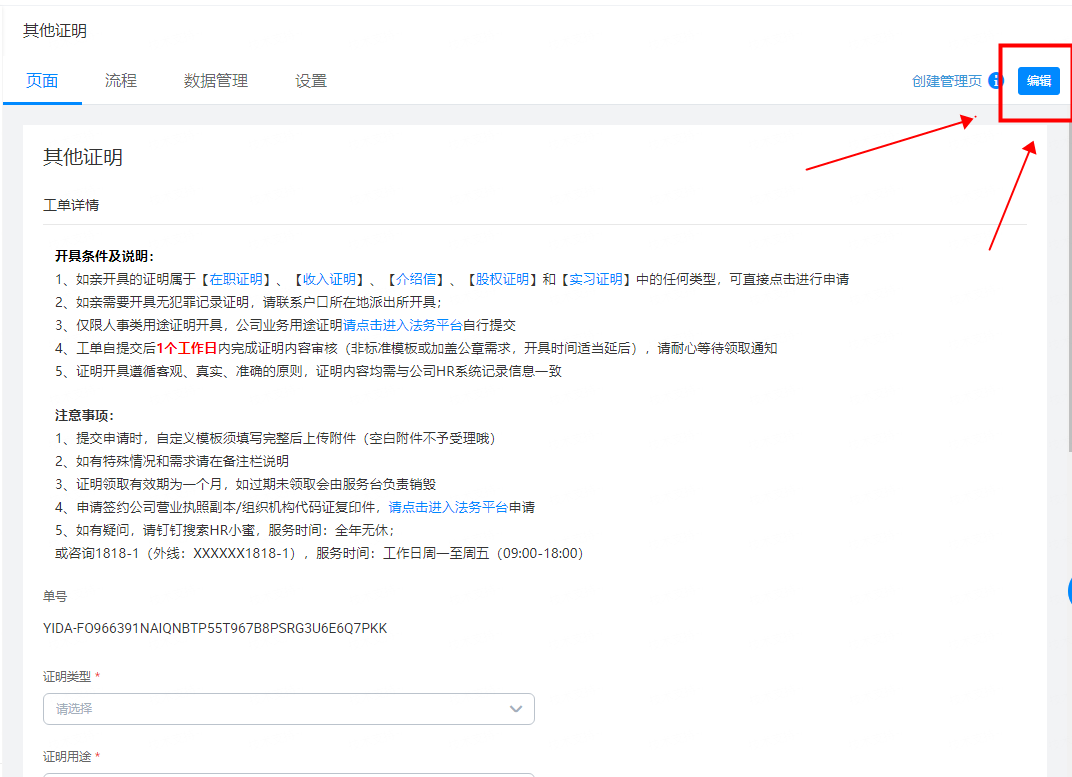 其他证明
页面 流程 数据管理 设置 创建管理页 编辑
其他证明
工单详情
开具条件及说明：
1、如亲开具的证明属于【在职证明】、【收入证明】、【介绍信】、【股权证明】和【实习证明】中的任何类型，可直接点击进行申请
2、如亲需要开具无犯罪记录证明，请联系户口所在地派出所开具；
3、仅限人事类用途证明开具，公司业务用途证明请点击进入法务平台自行提交
4、工单自提交后1个工作日内完成证明内容审核（非标准模板或加盖公章需求，开具时间适当延后），请耐心等待领取通知
5、证明开具遵循客观、真实、准确的原则，证明内容均需与公司HR系统记录信息一致
注意事项：
1、提交申请时，自定义模板须填写完整后上传附件（空白附件不予受理哦）
2、如有特殊情况和需求请在备注栏说明
3、证明领取有效期为一个月，如过期未领取会由服务台负责销毁
4、申请签约公司营业执照副本/组织机构代码证复印件，请点击进入法务平台申请
5、如有疑问，请钉钉搜索HR小蜜，服务时间：全年无休；
或咨询1818-1（外线：XXXXXX1818-1），服务时间：工作日周一至周五（09:00-18:00）
单号
YIDA-FO966391NAIQNBTP55T967B8PSRG3U6E6Q7PKK
证明类型 *
请选择
证明用途 *